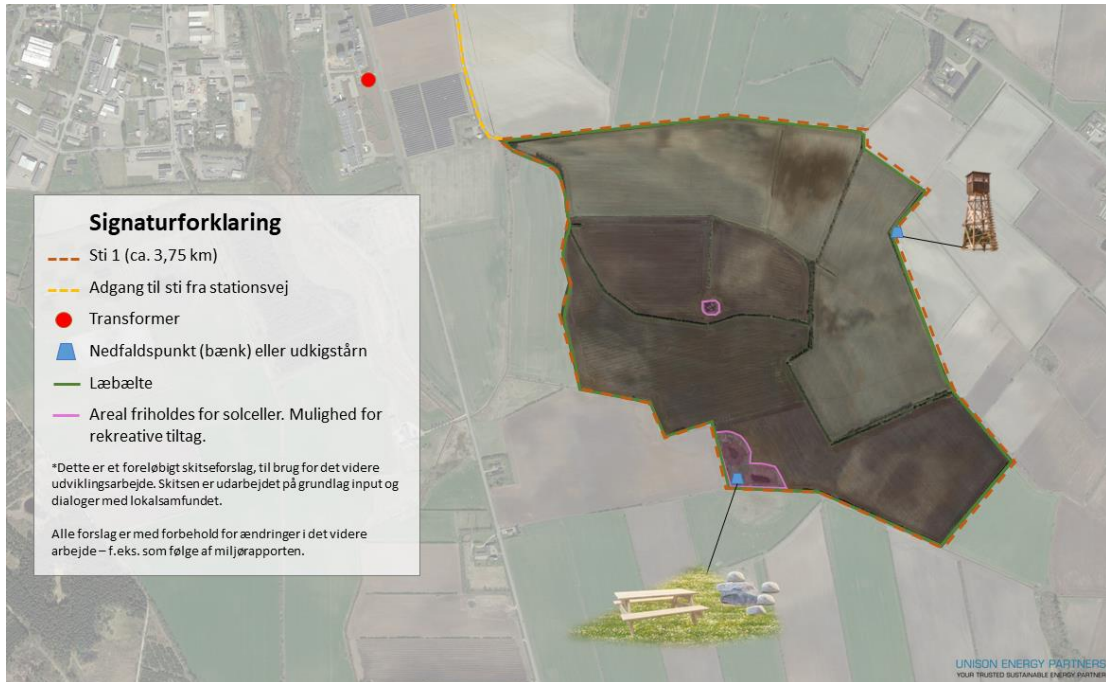 Signaturforklaring
Sti 1 (ca. 3,75 km)
Adgang til sti fra stationsvej
Transformer
Nedfaldspunkt (bænk) eller udkigstårn
Læbælte
Areal friholdes for solceller. Mulighed for
rekreative tiltag.
*Dette er et foreløbigt skitseforslag, til brug for det videre
udviklingsarbejde. Skitsen er udarbejdet på grundlag input og
dialoger med lokalsamfundet.
Alle forslag er med forbehold for ændringer i det videre
arbejde – f.eks. som følge af miljørapporten.
UNISON ENERGY PARTNERS
YOUR TRUSTED SUSTAINABLE ENERGY PARTNER